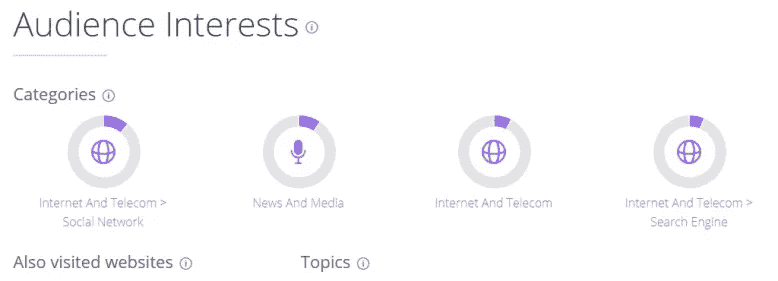 Audience Interests
Categories
Internet And Telecom >
Social Network
News And Media
Internet And Telecom
Internet And Telecom >
Search Engine
Also visited websites
Topics